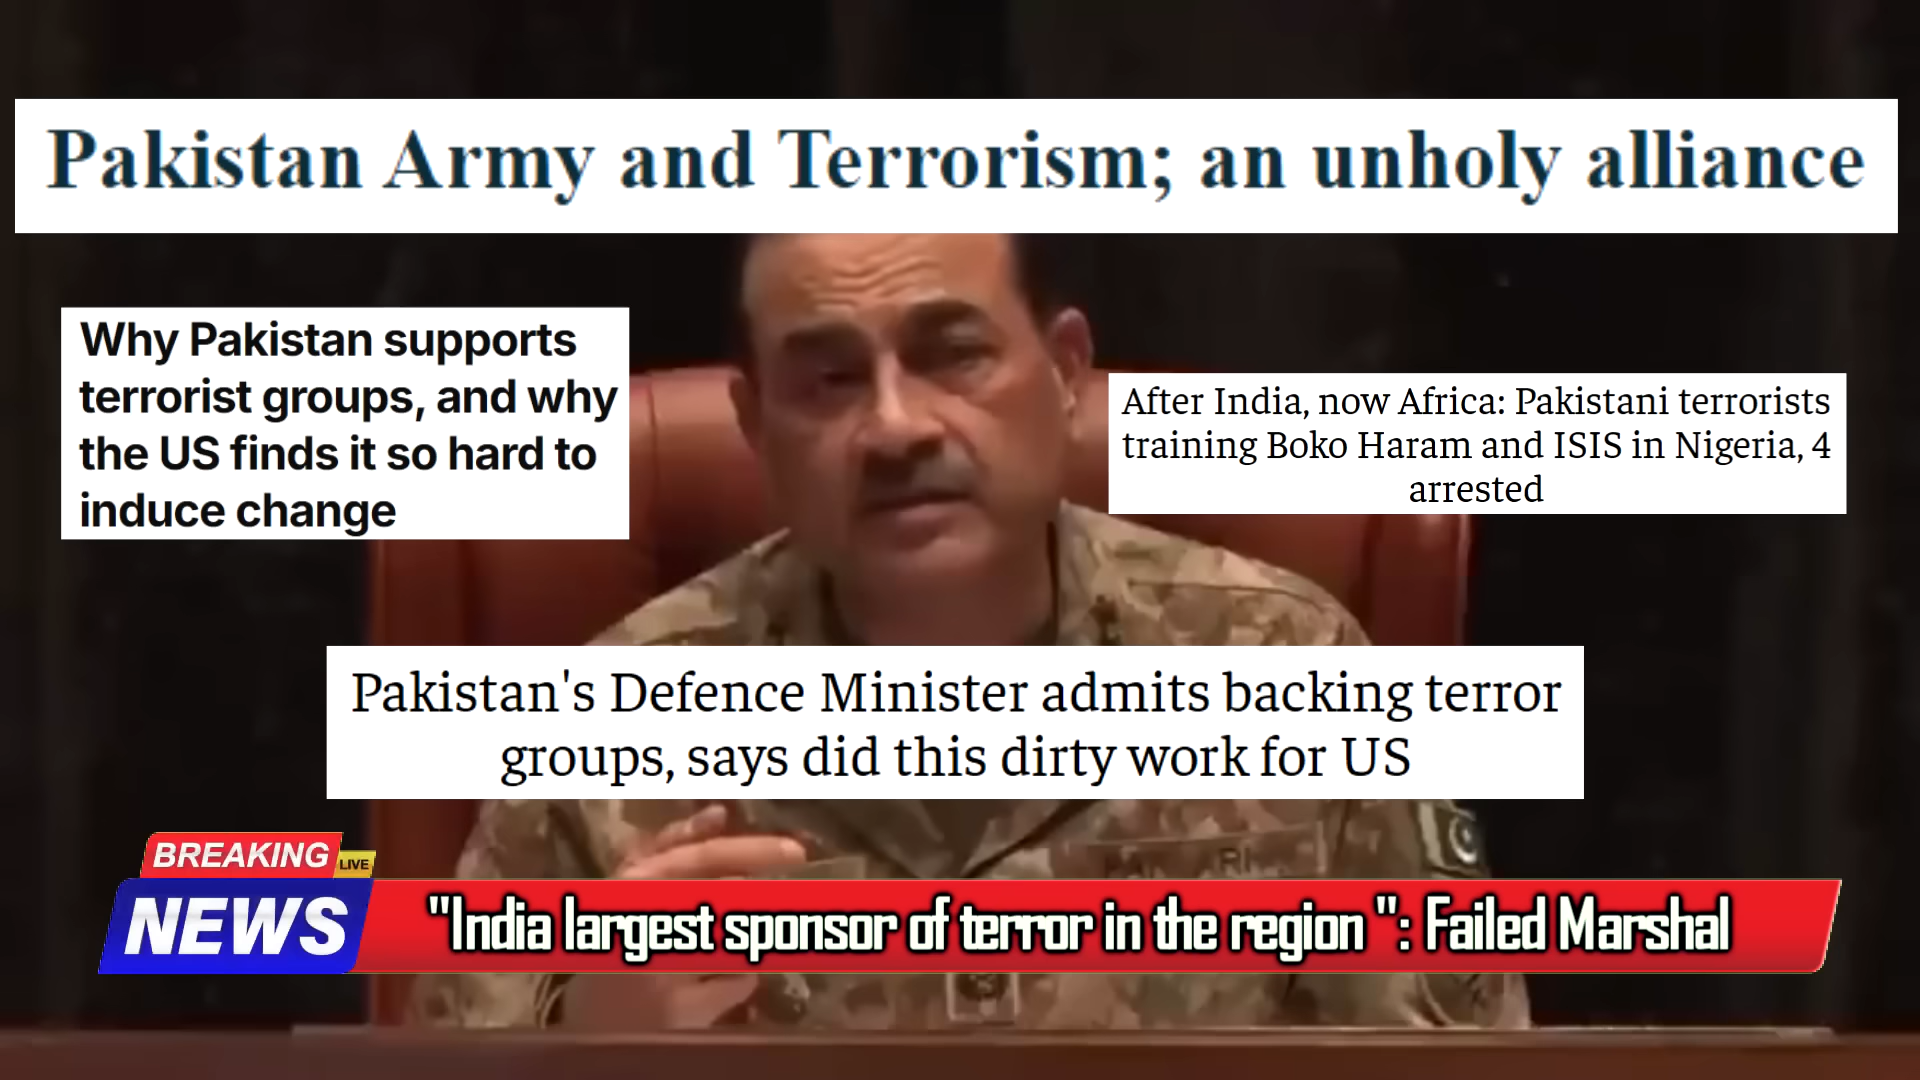 Pakistan Army and Terrorism; an unholy alliance
Why Pakistan supports
terrorist groups, and why
the US finds it so hard to
induce change
After India, now Africa: Pakistani terrorists
training Boko Haram and ISIS in Nigeria, 4
arrested
Pakistan's Defence Minister admits backing terror
groups, says did this dirty work for US
BREAKING
LIVE
NEWS
"India largest sponsor of terror in the region ": Failed Marshal